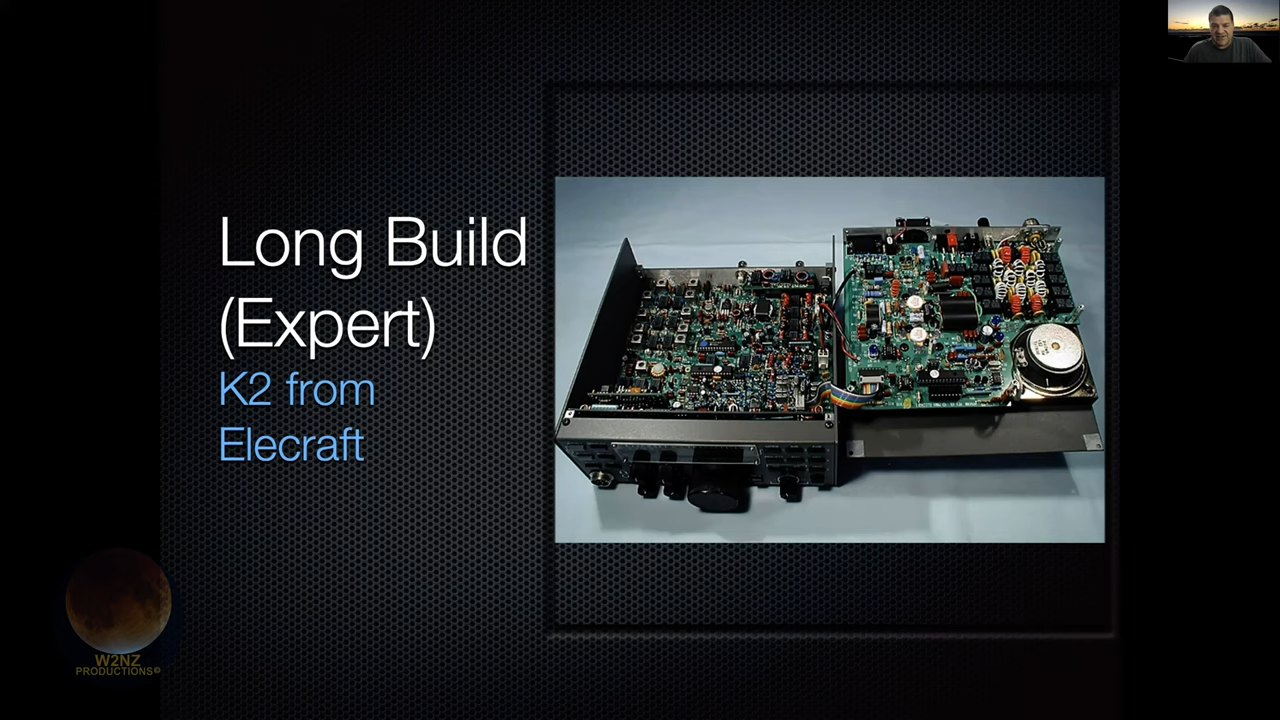 Long Build
(Expert)
K2 from
Elecraft
W2NZ
PRODUCTIONS©